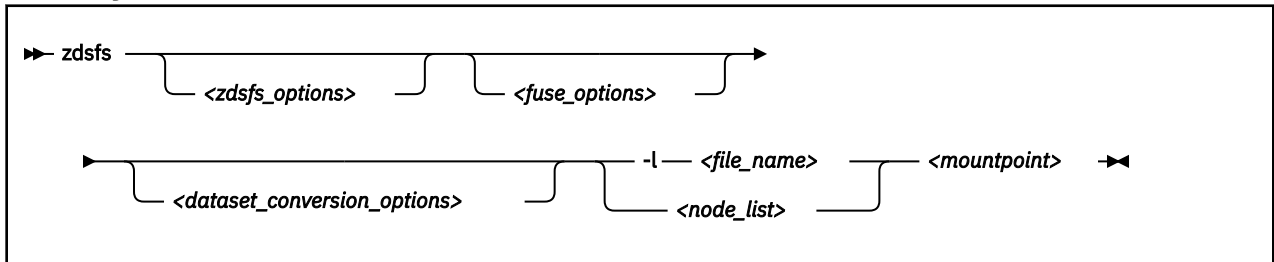 zdsfs
<zdsfs_options> <fuse_options>
-l <file_name> <mountpoint>
<dataset_conversion_options> <node_list>